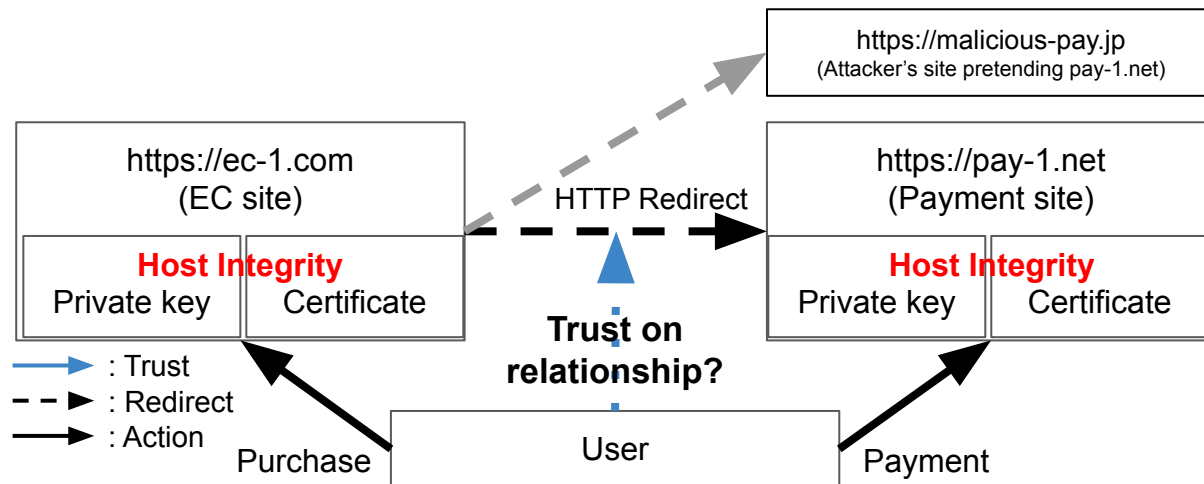 https://malicious-pay.jp
(Attacker's site pretending pay-1.net)
https://ec-1.com
(EC site)
Host Integrity
Private key
Certificate
HTTP Redirect
https://pay-1.net
(Payment site)
Host Integrity
Private key
Certificate
Trust on
relationship?
: Trust
: Redirect
: Action
Purchase
User
Payment